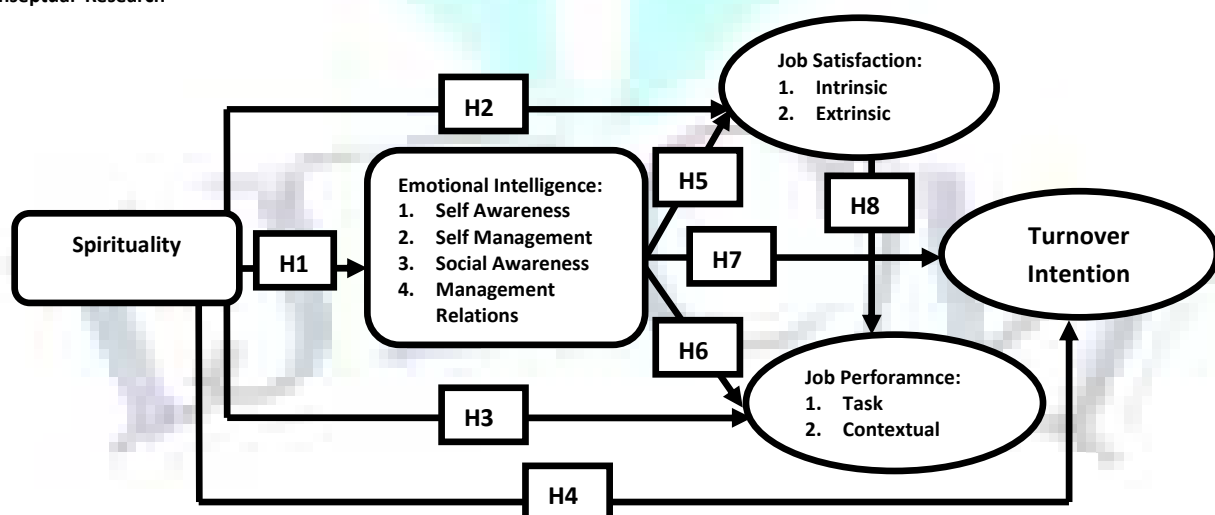 Conseptual Research
Job Satisfaction:
1. Intrinsic
2. Extrinsic
H2
Emotional Intelligence:
1. Self Awareness
2. Self Management
3. Social Awareness
4. Management
Relations
H5
H8
Spirituality
H1
H7
Turnover
Intention
H6
Job Perforamnce:
1. Task
2. Contextual
H3
H4